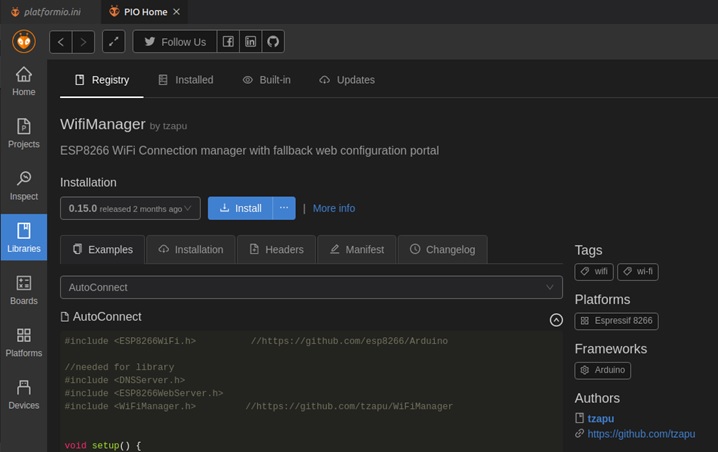 platformio.ini
PIO Home
Follow Us
Home
Projects
Inspect
Libraries
Boards
Platforms
Devices
Registry
Installed
Built-in
Updates
WifiManager by tzapu
ESP8266 WiFi Connection manager with fallback web configuration portal
Installation
0.15.0 released 2 months ago
Install
···
| More info
Examples
Installation
Headers
Manifest
Changelog
AutoConnect
AutoConnect
#include <ESP8266WiFi.h>          //https://github.com/esp8266/Arduino
//needed for library
#include <DNSServer.h>
#include <ESP8266WebServer.h>
#include <WiFiManager.h>         //https://github.com/tzapu/WiFiManager
void setup() {
Tags
wifi
wi-fi
Platforms
Espressif 8266
Frameworks
Arduino
Authors
tzapu
https://github.com/tzapu